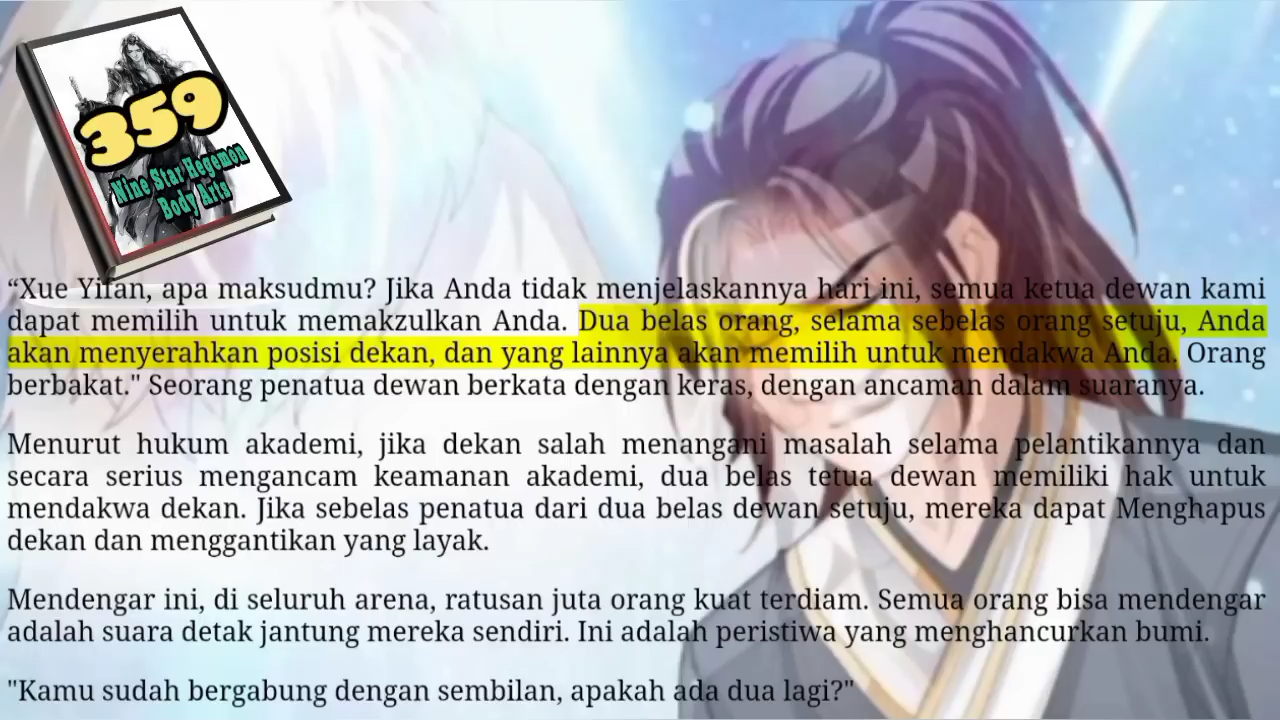 359
Nine Star Hegemon
Body Arts
“Xue Yifan, apa maksudmu? Jika Anda tidak menjelaskannya hari ini, semua ketua dewan kami
dapat memilih untuk memakzulkan Anda. Dua belas orang, selama sebelas orang setuju, Anda
akan menyerahkan posisi dekan, dan yang lainnya akan memilih untuk mendakwa Anda. Orang
berbakat." Seorang penatua dewan berkata dengan keras, dengan ancaman dalam suaranya.
Menurut hukum akademi, jika dekan salah menangani masalah selama pelantikannya dan
secara serius mengancam keamanan akademi, dua belas tetua dewan memiliki hak untuk
mendakwa dekan. Jika sebelas penatua dari dua belas dewan setuju, mereka dapat Menghapus
dekan dan menggantikan yang layak.
Mendengar ini, di seluruh arena, ratusan juta orang kuat terdiam. Semua orang bisa mendengar
adalah suara detak jantung mereka sendiri. Ini adalah peristiwa yang menghancurkan bumi.
"Kamu sudah bergabung dengan sembilan, apakah ada dua lagi?"